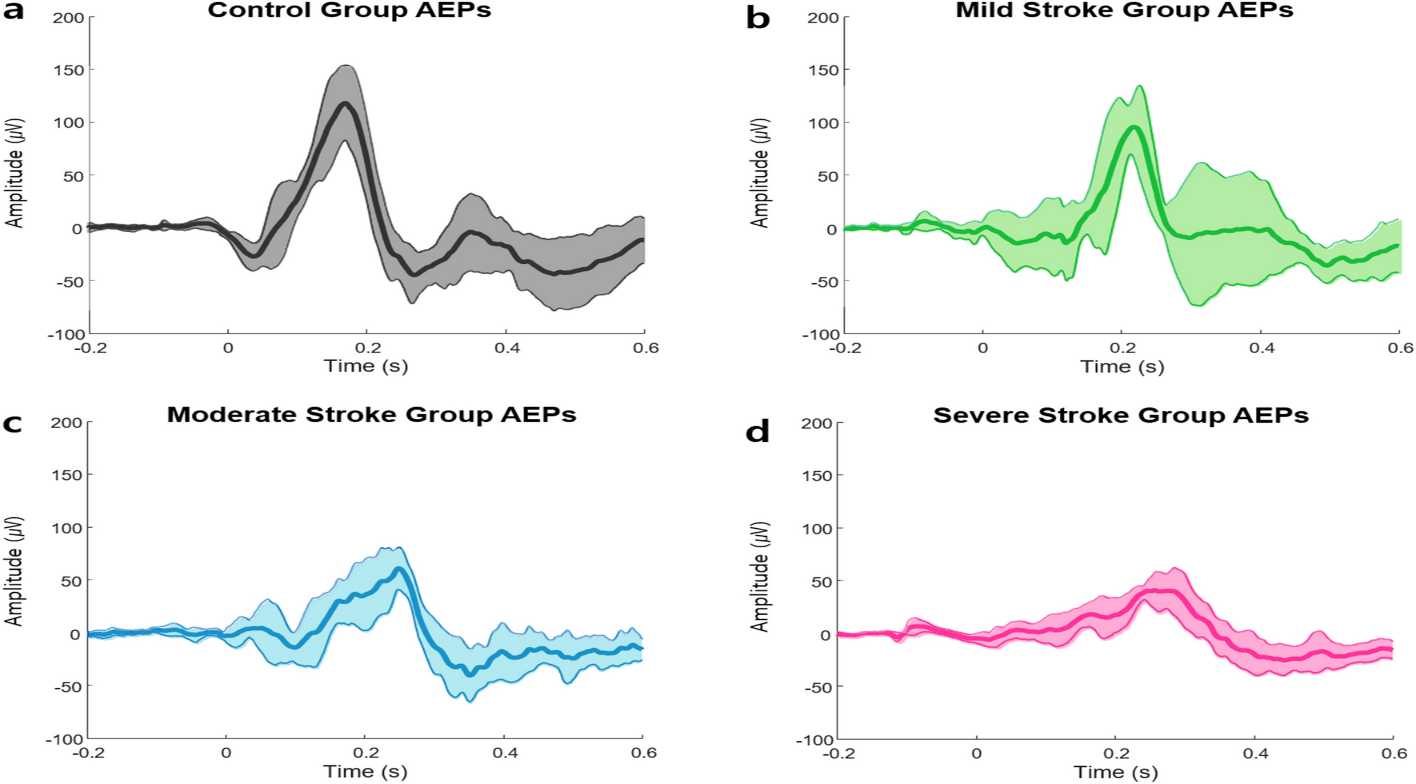 a
Control Group AEPs
200
150
100
50
0
-50
-100
Amplitude (µV)
-0.2 0 0.2 0.4 0.6
Time (s)
b
Mild Stroke Group AEPs
200
150
100
50
0
-50
-100
Amplitude (µV)
-0.2 0 0.2 0.4 0.6
Time (s)
c
Moderate Stroke Group AEPs
200
150
100
50
0
-50
-100
Amplitude (µV)
-0.2 0 0.2 0.4 0.6
Time (s)
d
Severe Stroke Group AEPs
200
150
100
50
0
-50
-100
Amplitude (µV)
-0.2 0 0.2 0.4 0.6
Time (s)